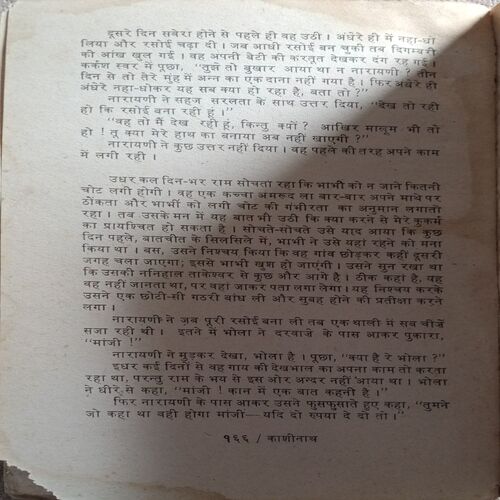 दूसरे दिन सवेरा होने से पहले ही वह उठी। अंधेरे ही में नहा-धो
लिया और रसोई चढ़ा दी। जब आधी रसोई बन चुकी तब दिगम्बरी
की आंख खुल गई। वह अपनी बेटी की करतूत देखकर दंग रह गई।
कर्कश स्वर में पूछा, ‘‘तुझे तो बुखार आया था न नारायणी? तीन
दिन से तो तेरे मुंह में अन्न का एक दाना नहीं गया है। फिर अंधेरे ही
अंधेरे नहा-धोकर यह सब क्या हो रहा है, बता तो?’’
नारायणी ने सहज सरलता के साथ उत्तर दिया, ‘‘देख तो रही
हो कि रसोई बना रही हूं।’’
‘‘वह तो मैं देख रही हूं, किन्तु क्यों? आखिर मालूम भी तो
हो! तू क्या मेरे हाथ का बनाया अब नहीं खाएगी?’’
नारायणी ने कुछ उत्तर नहीं दिया। वह पहले की तरह अपने काम
में लगी रही।
उधर कल दिन-भर राम सोचता रहा कि भाभी को न जाने कितनी
चोट लगी होगी। वह एक कच्चा अमरूद ला बार-बार अपने माथे पर
ठोंकता और भाभी को लगी चोट की गंभीरता का अनुमान लगाता
रहा। तब उसके मन में यह बात भी उठी कि क्या करने से मेरे कुकर्म
का प्रायश्चित हो सकता है। सोचते-सोचते उसे याद आया कि कुछ
दिन पहले, बातचीत के सिलसिले में, भाभी ने उसे यहां रहने को मना
किया था। बस, उसने निश्चय किया कि वह गांव छोड़कर कहीं दूसरी
जगह चला जाएगा; इससे भाभी खुश हो जाएंगी। उसने सुन रखा था
कि उसकी ननिहाल ताकेश्वर से कुछ और आगे है। ठीक कहां है, यह
वह नहीं जानता था, पर वहां जाकर पता लगा लेगा। यह निश्चय करके
उसने एक छोटी-सी गठरी बांध ली और सुबह होने की प्रतीक्षा करने
लगा।
नारायणी ने जब पूरी रसोई बना ली तब एक थाली में सब चीजें
सजा रही थी। इतने में भोला ने दरवाजे के पास आकर पुकारा,
‘‘मांजी!’’
नारायणी ने मुड़कर देखा, भोला है। पूछा, ‘‘क्या है रे भोला?’’
इधर कई दिनों से वह गाय की देखभाल का अपना काम तो करता
रहा था, परन्तु राम के भय से इस ओर अन्दर नहीं आया था। भोला
ने धीरे से कहा, ‘‘मांजी! कान में एक बात कहनी है।’’
फिर नारायणी के पास आकर उसने फुसफुसाते हुए कहा, ‘‘तुमने
जो कहा था वही होगा मांजी—यदि दो रुपया दे दो तो।’’
१६६ / काशीनाथ